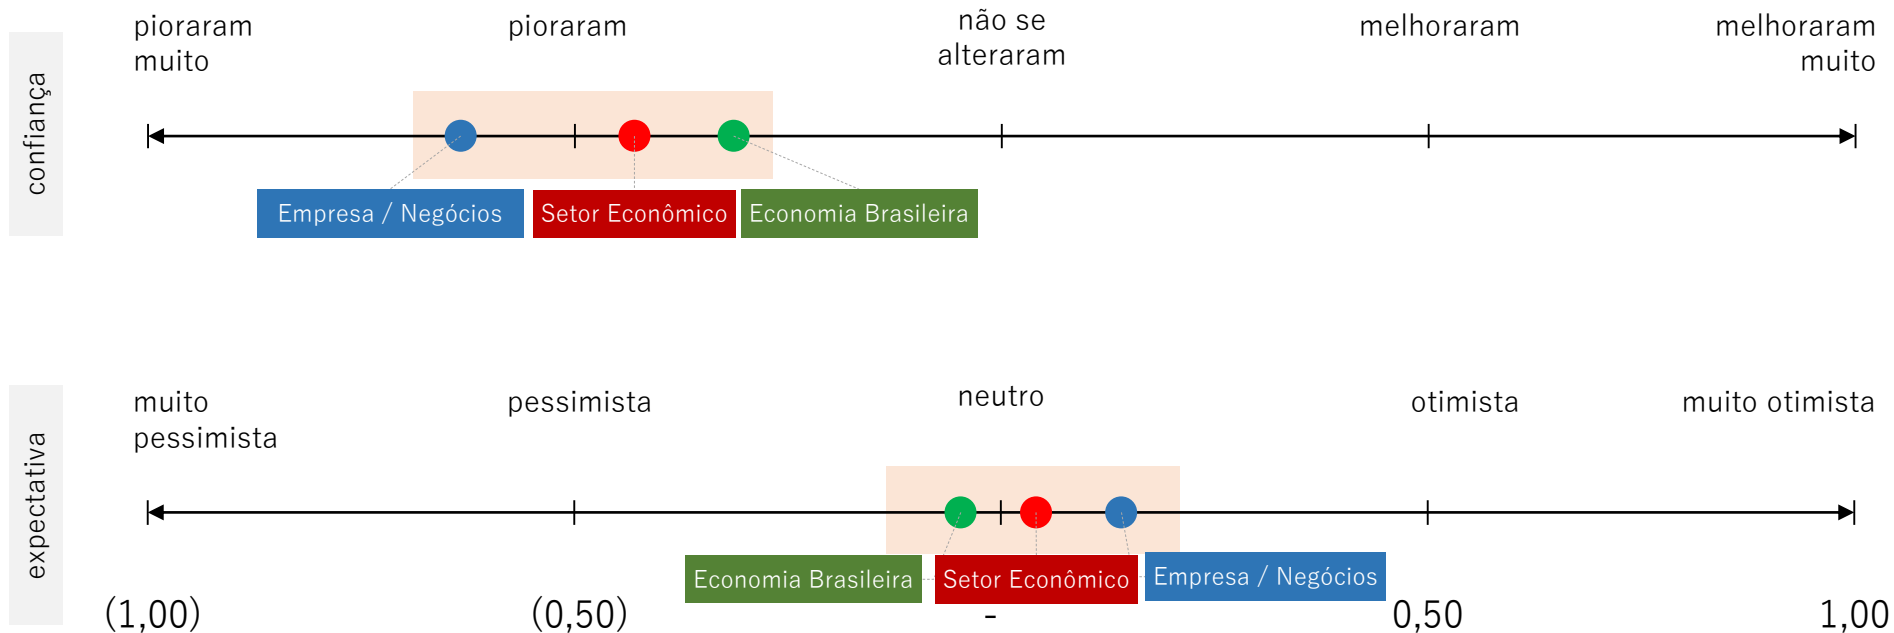 confiança
pioraram
muito
pioraram
não se
alteraram
melhoraram
melhoraram
muito
Empresa / Negócios
Setor Econômico
Economia Brasileira
expectativa
muito
pessimista
pessimista
neutro
otimista
muito otimista
Economia Brasileira
Setor Econômico
Empresa / Negócios
(1,00)
(0,50)
-
0,50
1,00